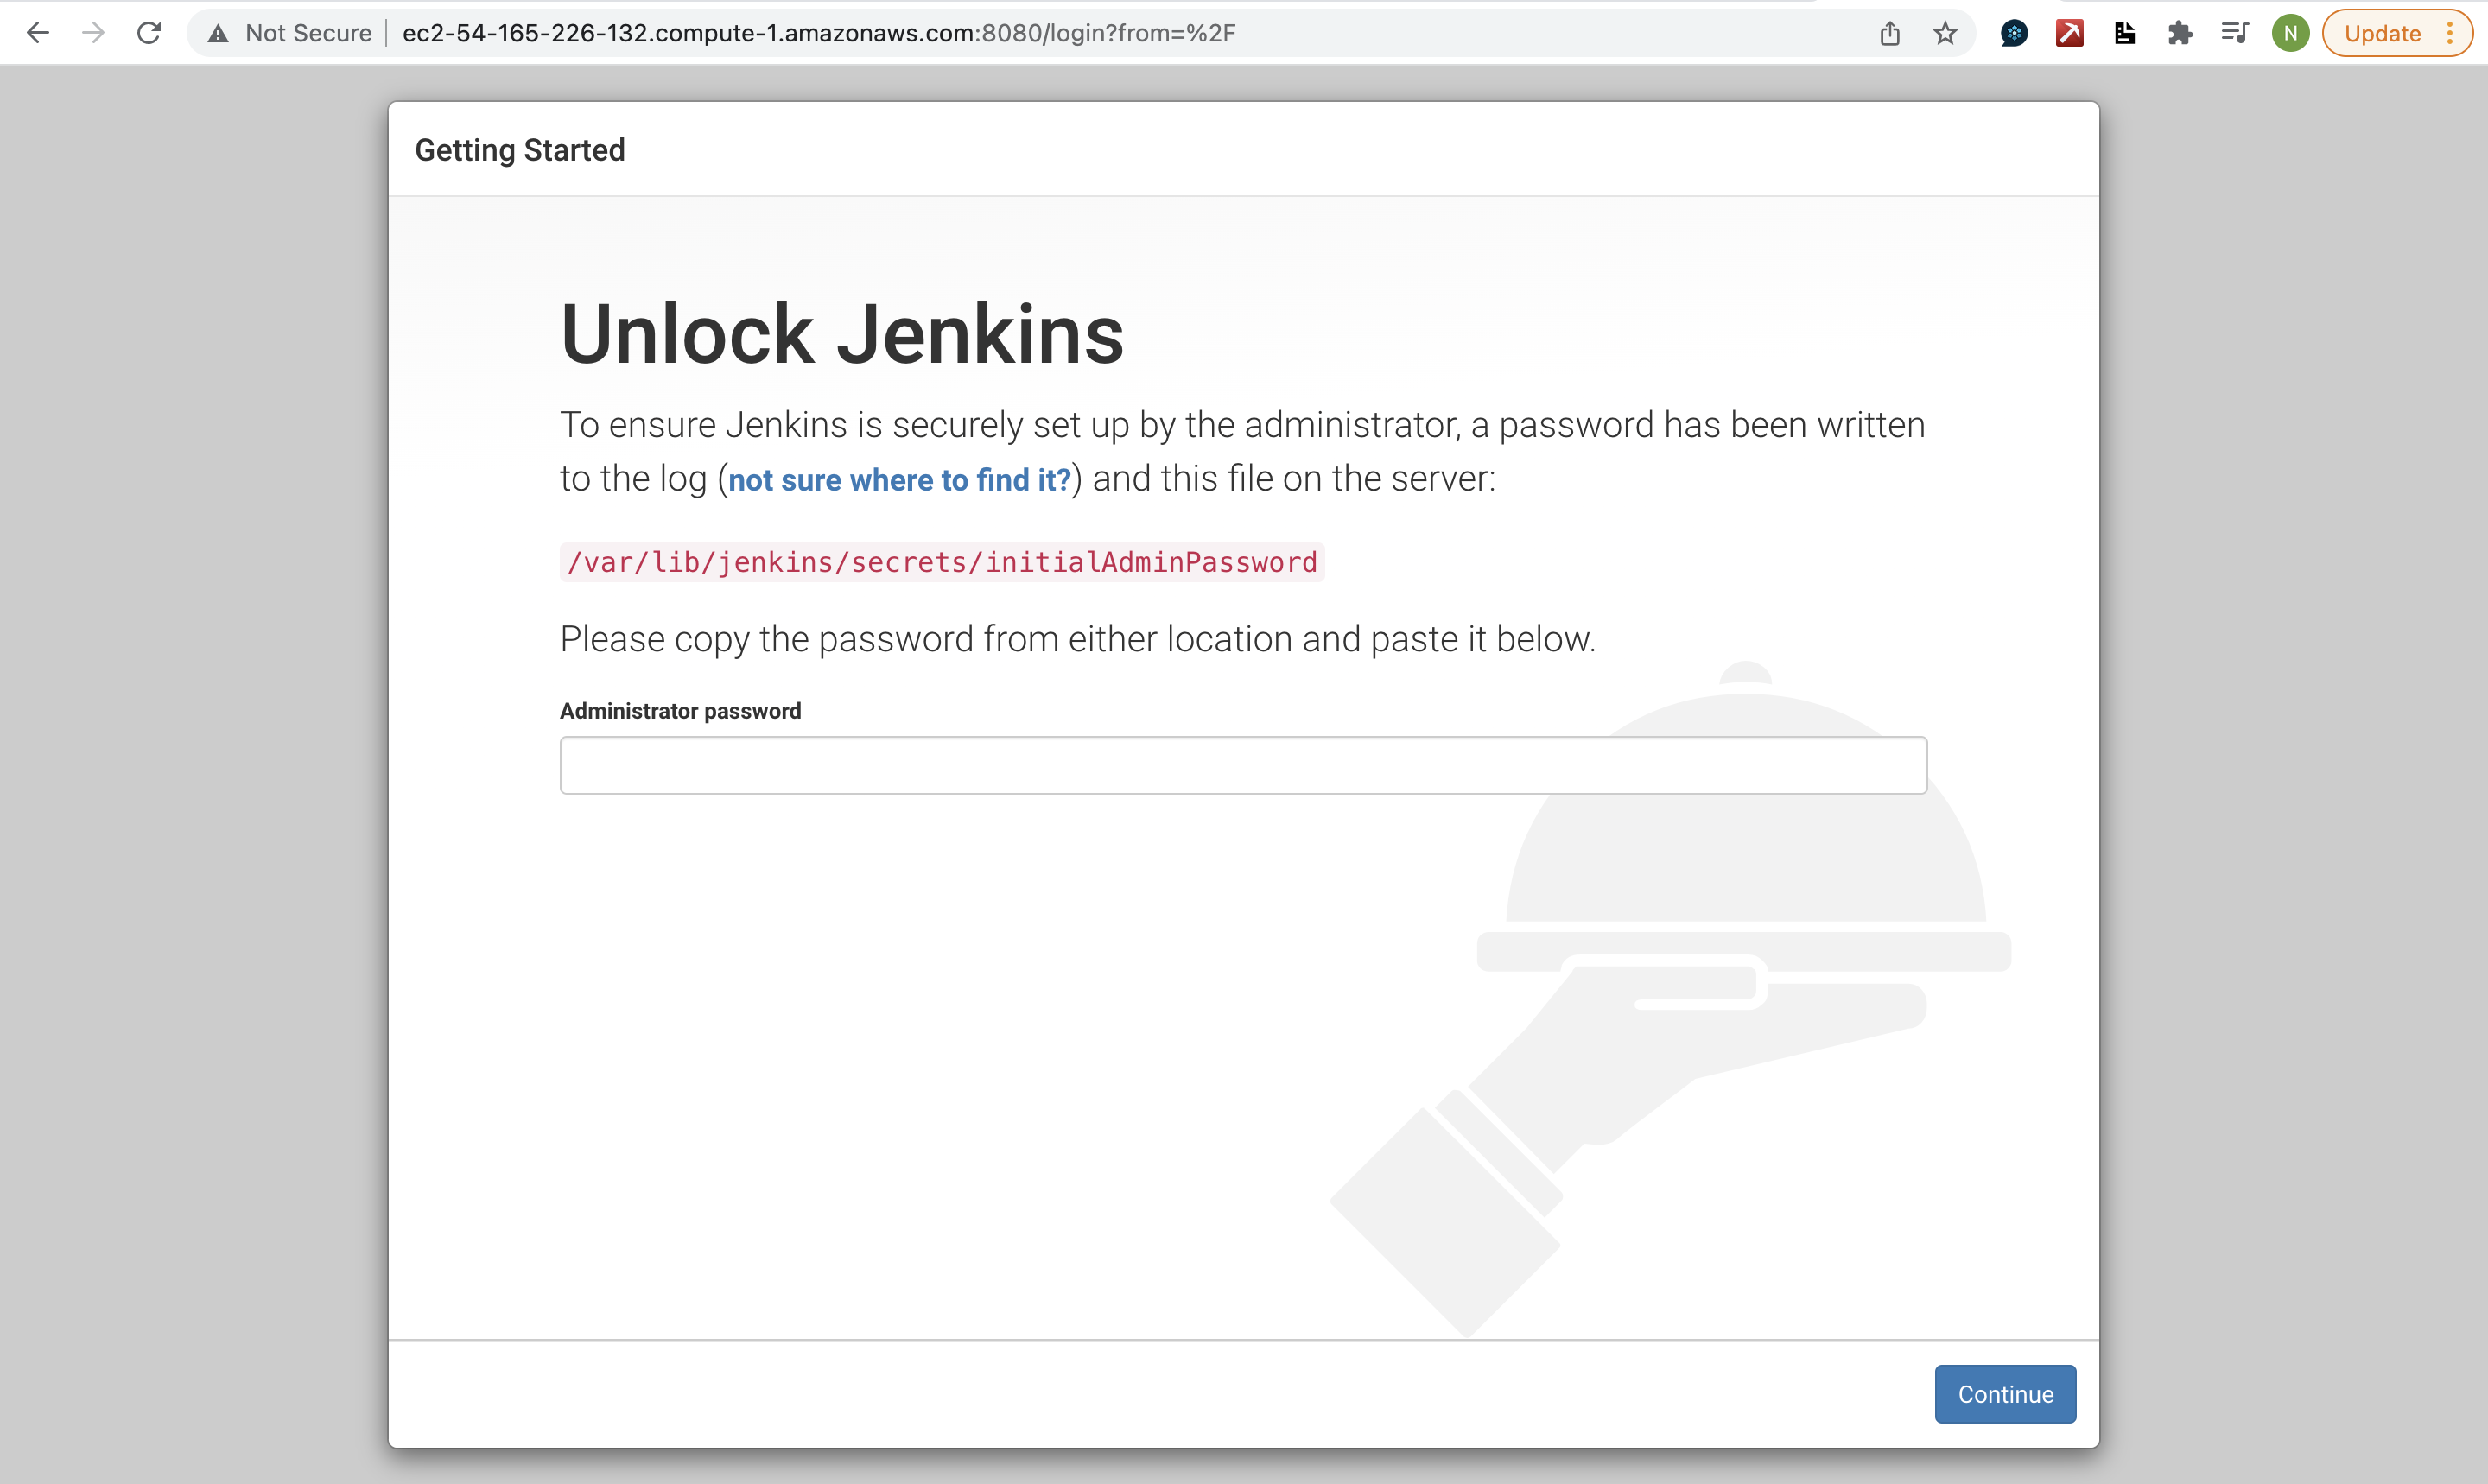 Not Secure ec2-54-165-226-132.compute-1.amazonaws.com:8080/login?from=%2F N Update
Getting Started
Unlock Jenkins
To ensure Jenkins is securely set up by the administrator, a password has been written
to the log (not sure where to find it?) and this file on the server:
/var/lib/jenkins/secrets/initialAdminPassword
Please copy the password from either location and paste it below.
Administrator password
Continue